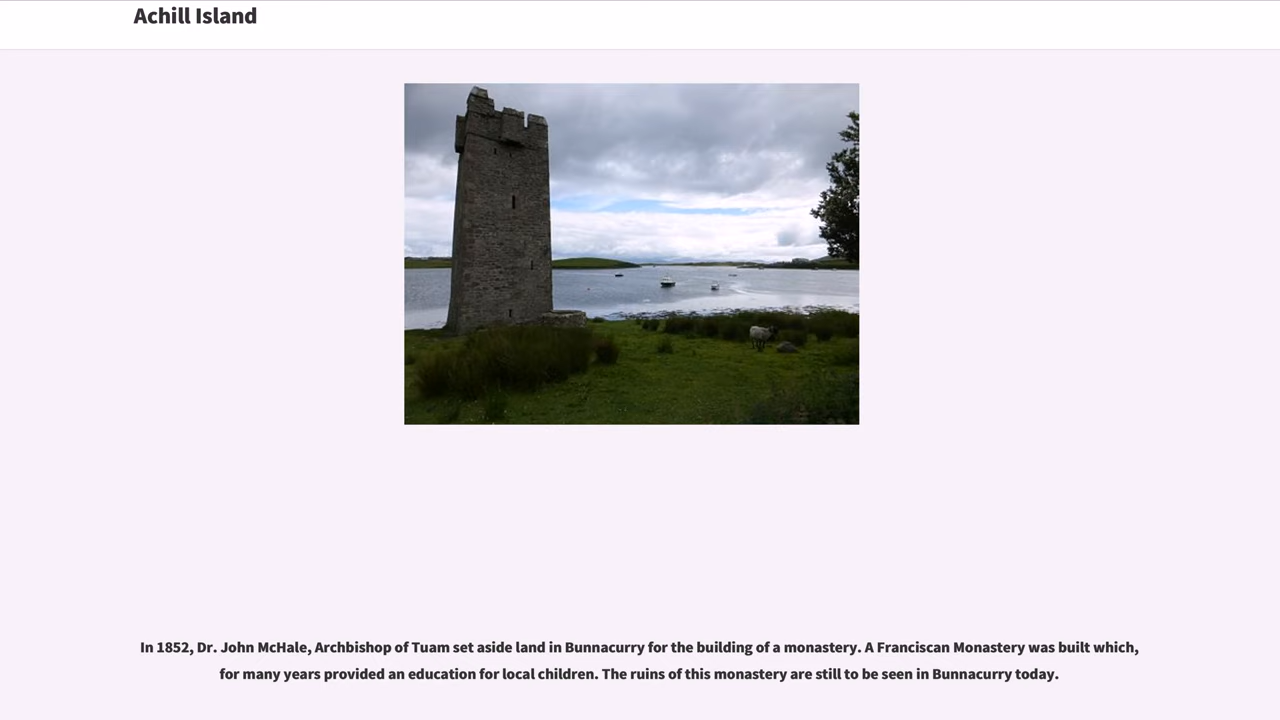 Achill Island
In 1852, Dr. John McHale, Archbishop of Tuam set aside land in Bunnacurry for the building of a monastery. A Franciscan Monastery was built which,
for many years provided an education for local children. The ruins of this monastery are still to be seen in Bunnacurry today.